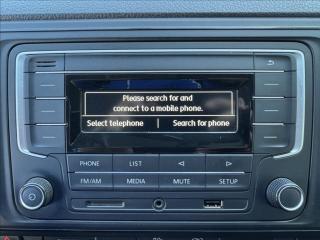 Please search for and
connect to a mobile phone.
Select telephone | Search for phone
PHONE LIST
FM/AM MEDIA MUTE SETUP